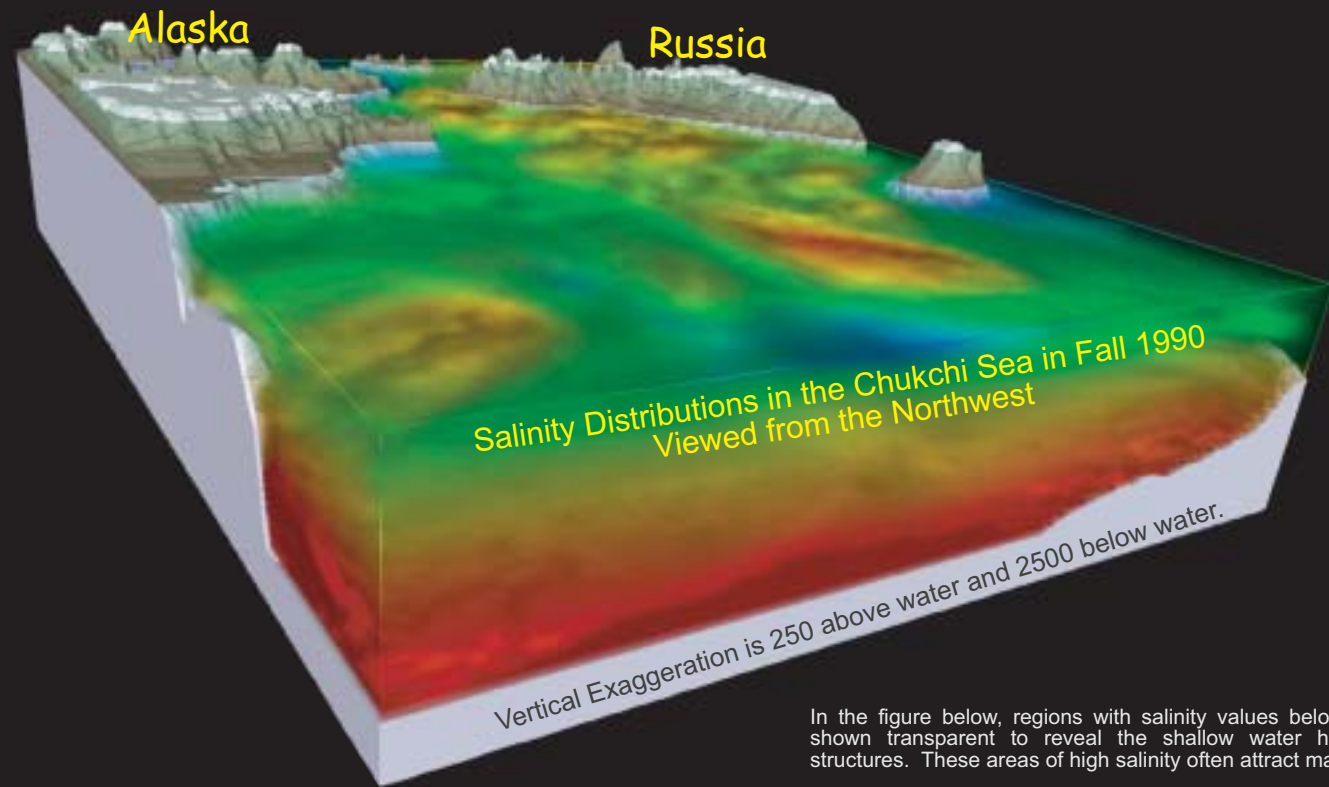 Alaska
Russia
Salinity Distributions in the Chukchi Sea in Fall 1990
Viewed from the Northwest
Vertical Exaggeration is 250 above water and 2500 below water.
In the figure below, regions with salinity values
shown transparent to reveal the shallow water
structures. These areas of high salinity often attract